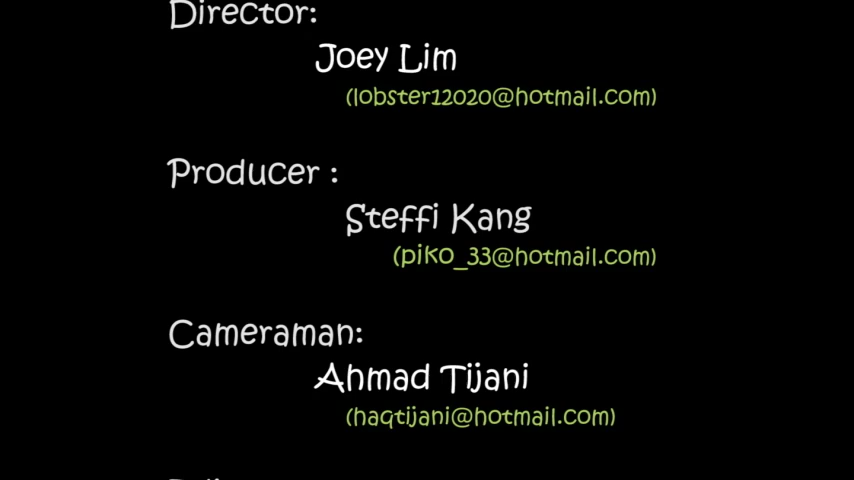 Director:
Joey Lim
(lobster12020@hotmail.com)
Producer :
Steffi Kang
(piko_33@hotmail.com)
Cameraman:
Ahmad Tijani
(haqtijani@hotmail.com)